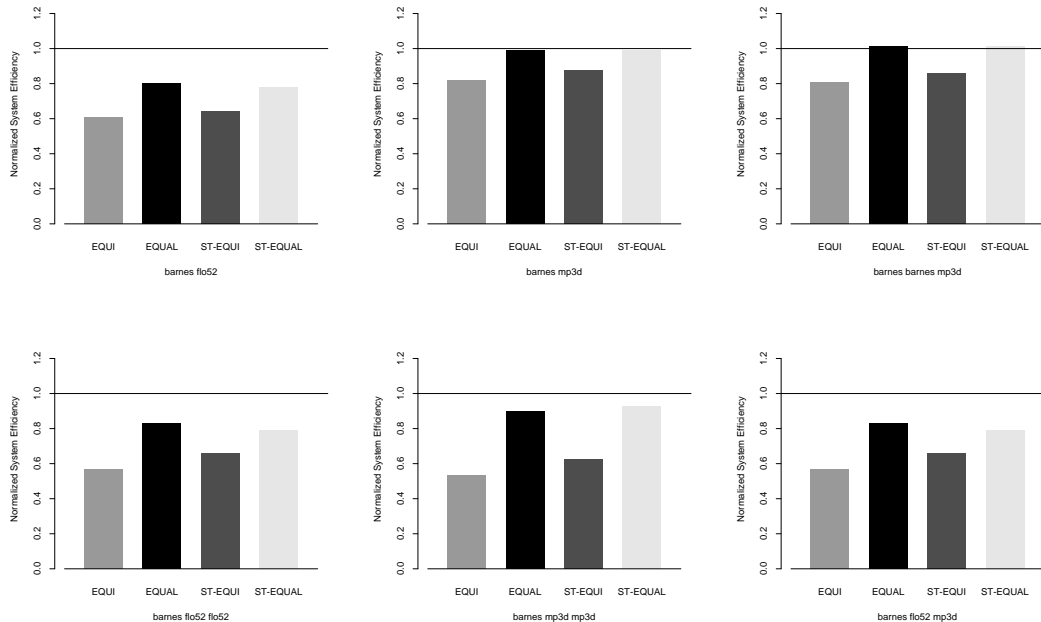 Normalized System Efficiency
1.2
1.0
0.8
0.6
0.4
0.2
0.0
EQUI EQUAL ST-EQUI ST-EQUAL
barnes flo52
Normalized System Efficiency
1.2
1.0
0.8
0.6
0.4
0.2
0.0
EQUI EQUAL ST-EQUI ST-EQUAL
barnes mp3d
Normalized System Efficiency
1.2
1.0
0.8
0.6
0.4
0.2
0.0
EQUI EQUAL ST-EQUI ST-EQUAL
barnes barnes mp3d
Normalized System Efficiency
1.2
1.0
0.8
0.6
0.4
0.2
0.0
EQUI EQUAL ST-EQUI ST-EQUAL
barnes flo52 flo52
Normalized System Efficiency
1.2
1.0
0.8
0.6
0.4
0.2
0.0
EQUI EQUAL ST-EQUI ST-EQUAL
barnes mp3d mp3d
Normalized System Efficiency
1.2
1.0
0.8
0.6
0.4
0.2
0.0
EQUI EQUAL ST-EQUI ST-EQUAL
barnes flo52 mp3d